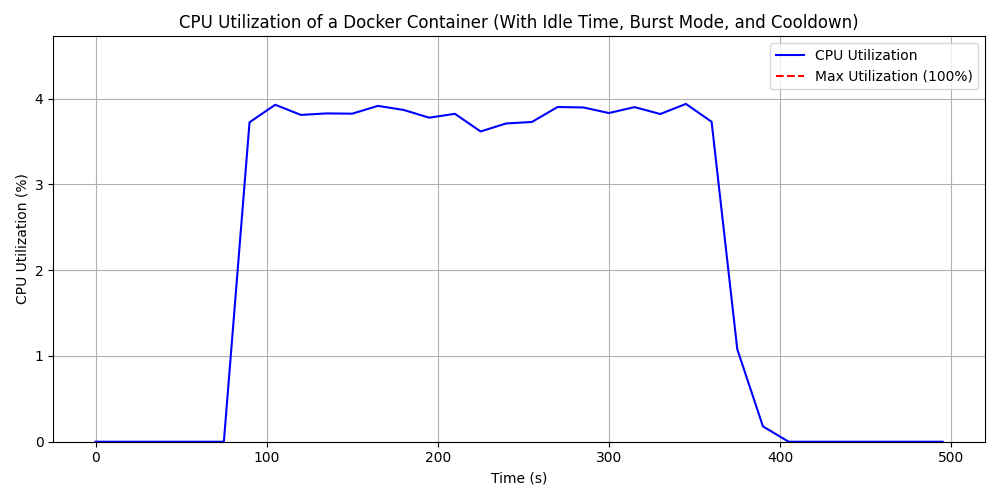 CPU Utilization of a Docker Container (With Idle Time, Burst Mode, and Cooldown)
CPU Utilization
Max Utilization (100%)
CPU Utilization (%)
4
3
2
1
0
0 100 200 300 400 500
Time (s)